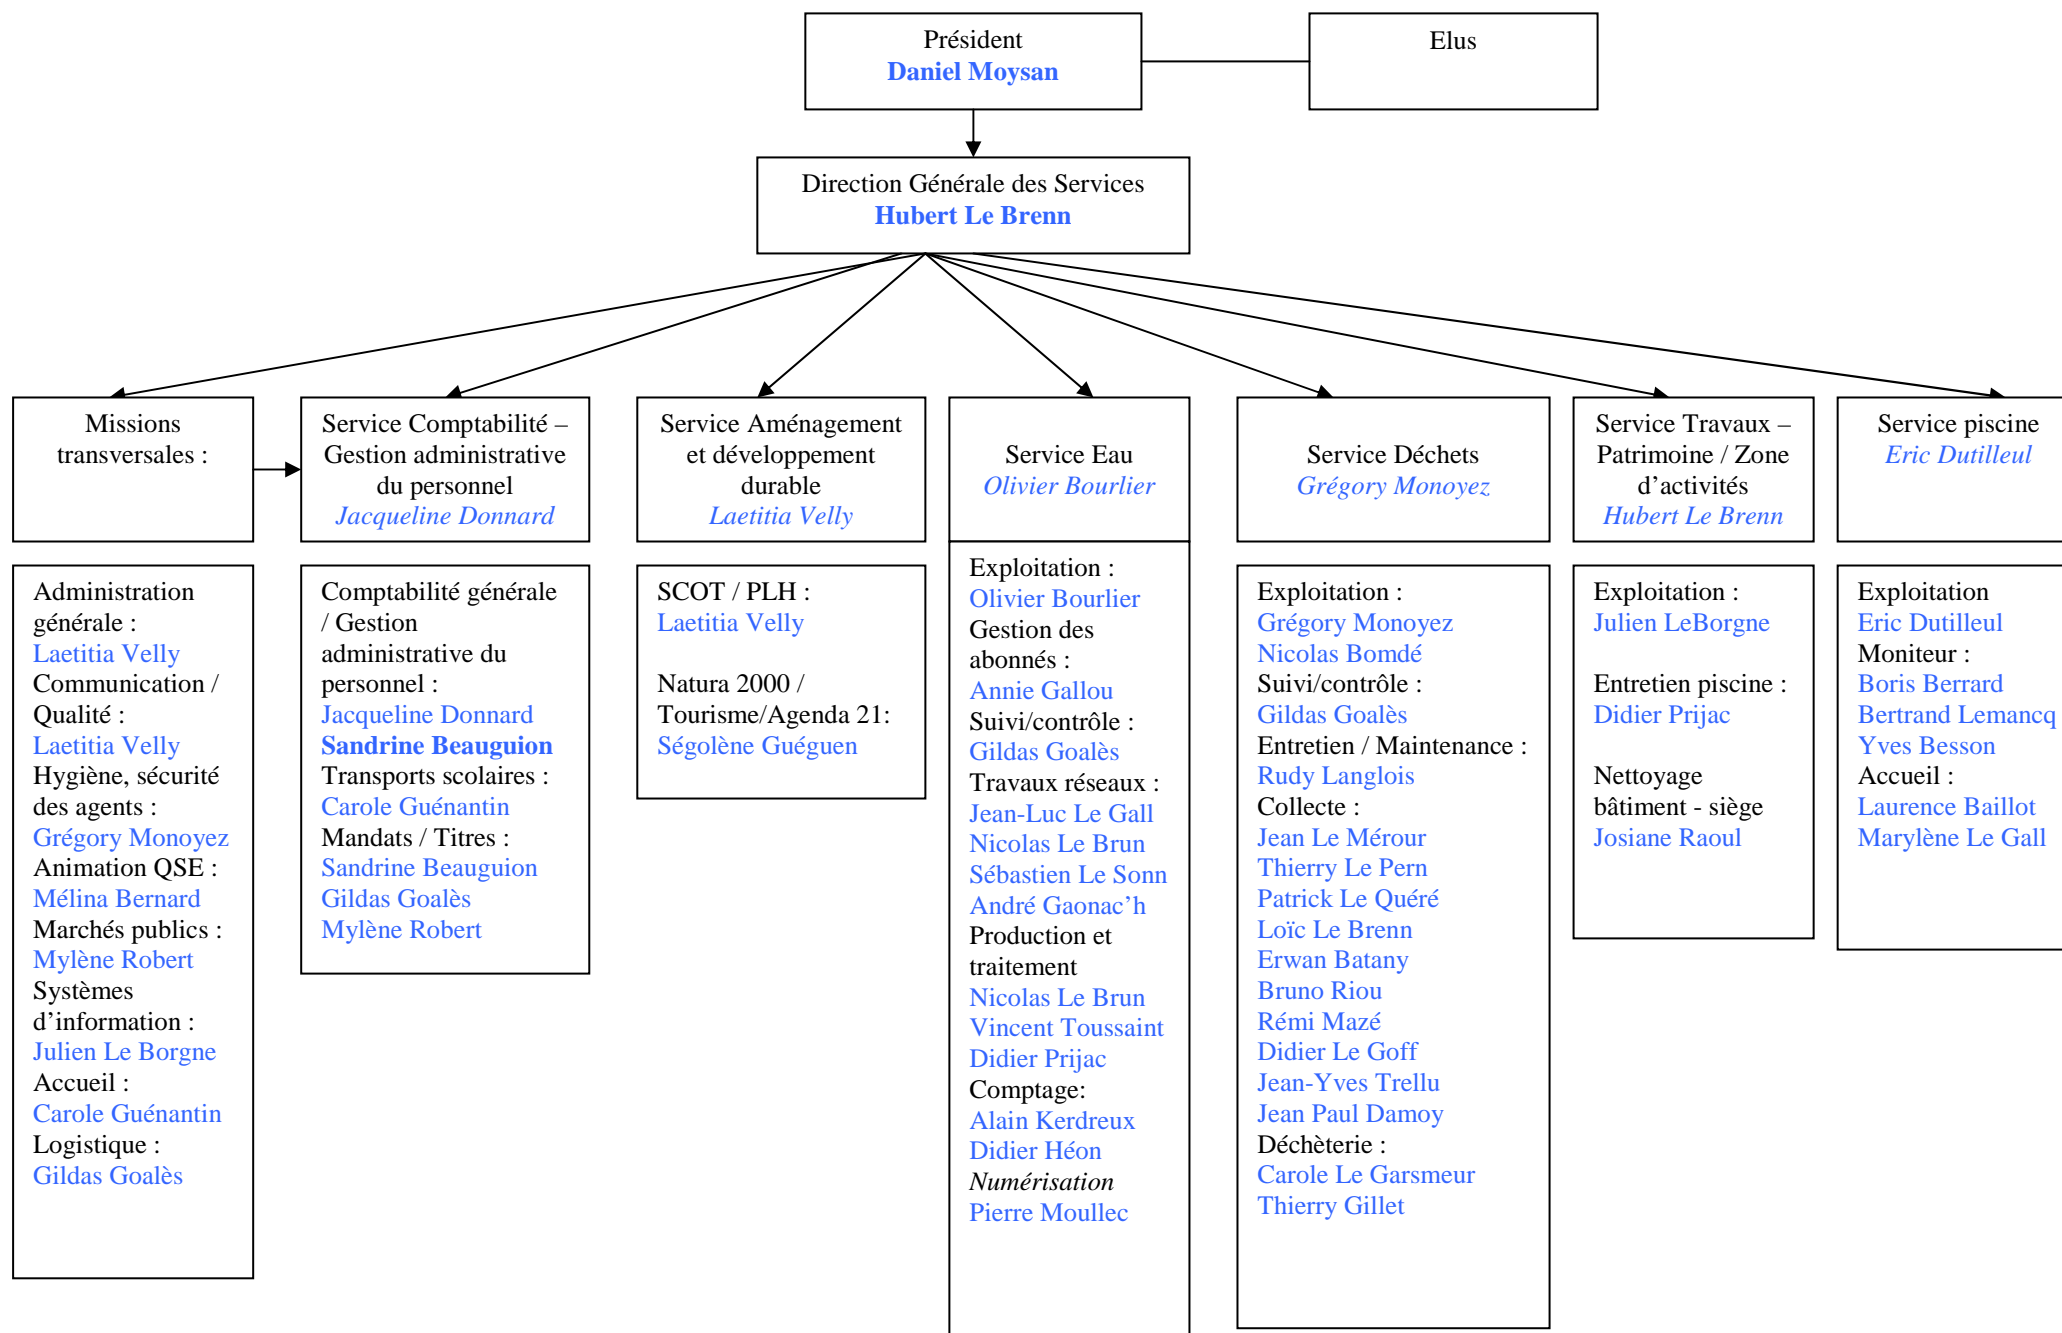 Président
Daniel Moysan
Elus
Direction Générale des Services
Hubert Le Brenn
Missions
transversales :
Service Comptabilité –
Gestion administrative
du personnel
Jacqueline Donnard
Service Aménagement
et développement
durable
Laetitia Velly
Service Eau
Olivier Bourlier
Service Déchets
Grégory Monoyez
Service Travaux –
Patrimoine / Zone
d’activités
Hubert Le Brenn
Service piscine
Eric Dutilleul
Administration
générale :
Laetitia Velly
Communication /
Qualité :
Laetitia Velly
Hygiène, sécurité
des agents :
Grégory Monoyez
Animation QSE :
Mélina Bernard
Marchés publics :
Mylène Robert
Systèmes
d’information :
Julien Le Borgne
Accueil :
Carole Guénantin
Logistique :
Gildas Goalès
Comptabilité générale
/ Gestion
administrative du
personnel :
Jacqueline Donnard
Sandrine Beauguion
Transports scolaires :
Carole Guénantin
Mandats / Titres :
Sandrine Beauguion
Gildas Goalès
Mylène Robert
SCOT / PLH :
Laetitia Velly
Natura 2000 /
Tourisme/Agenda 21:
Ségolène Guéguen
Exploitation :
Olivier Bourlier
Gestion des
abonnés :
Annie Gallou
Suivi/contrôle :
Gildas Goalès
Travaux réseaux :
Jean-Luc Le Gall
Nicolas Le Brun
Sébastien Le Sonn
André Gaonac’h
Production et
traitement
Nicolas Le Brun
Vincent Toussaint
Didier Prijac
Comptage:
Alain Kerdreux
Didier Héon
Numérisation
Pierre Moullec
Exploitation :
Grégory Monoyez
Nicolas Bomdé
Suivi/contrôle :
Gildas Goalès
Entretien / Maintenance :
Rudy Langlois
Collecte :
Jean Le Mérour
Thierry Le Pern
Patrick Le Quéré
Loïc Le Brenn
Erwan Batany
Bruno Riou
Rémi Mazé
Didier Le Goff
Jean-Yves Trellu
Jean Paul Damoy
Déchèterie :
Carole Le Garsmeur
Thierry Gillet
Exploitation :
Julien LeBorgne
Entretien piscine :
Didier Prijac
Nettoyage
bâtiment - siège
Josiane Raoul
Exploitation
Eric Dutilleul
Moniteur :
Boris Berrard
Bertrand Lemancq
Yves Besson
Accueil :
Laurence Baillot
Marylène Le Gall